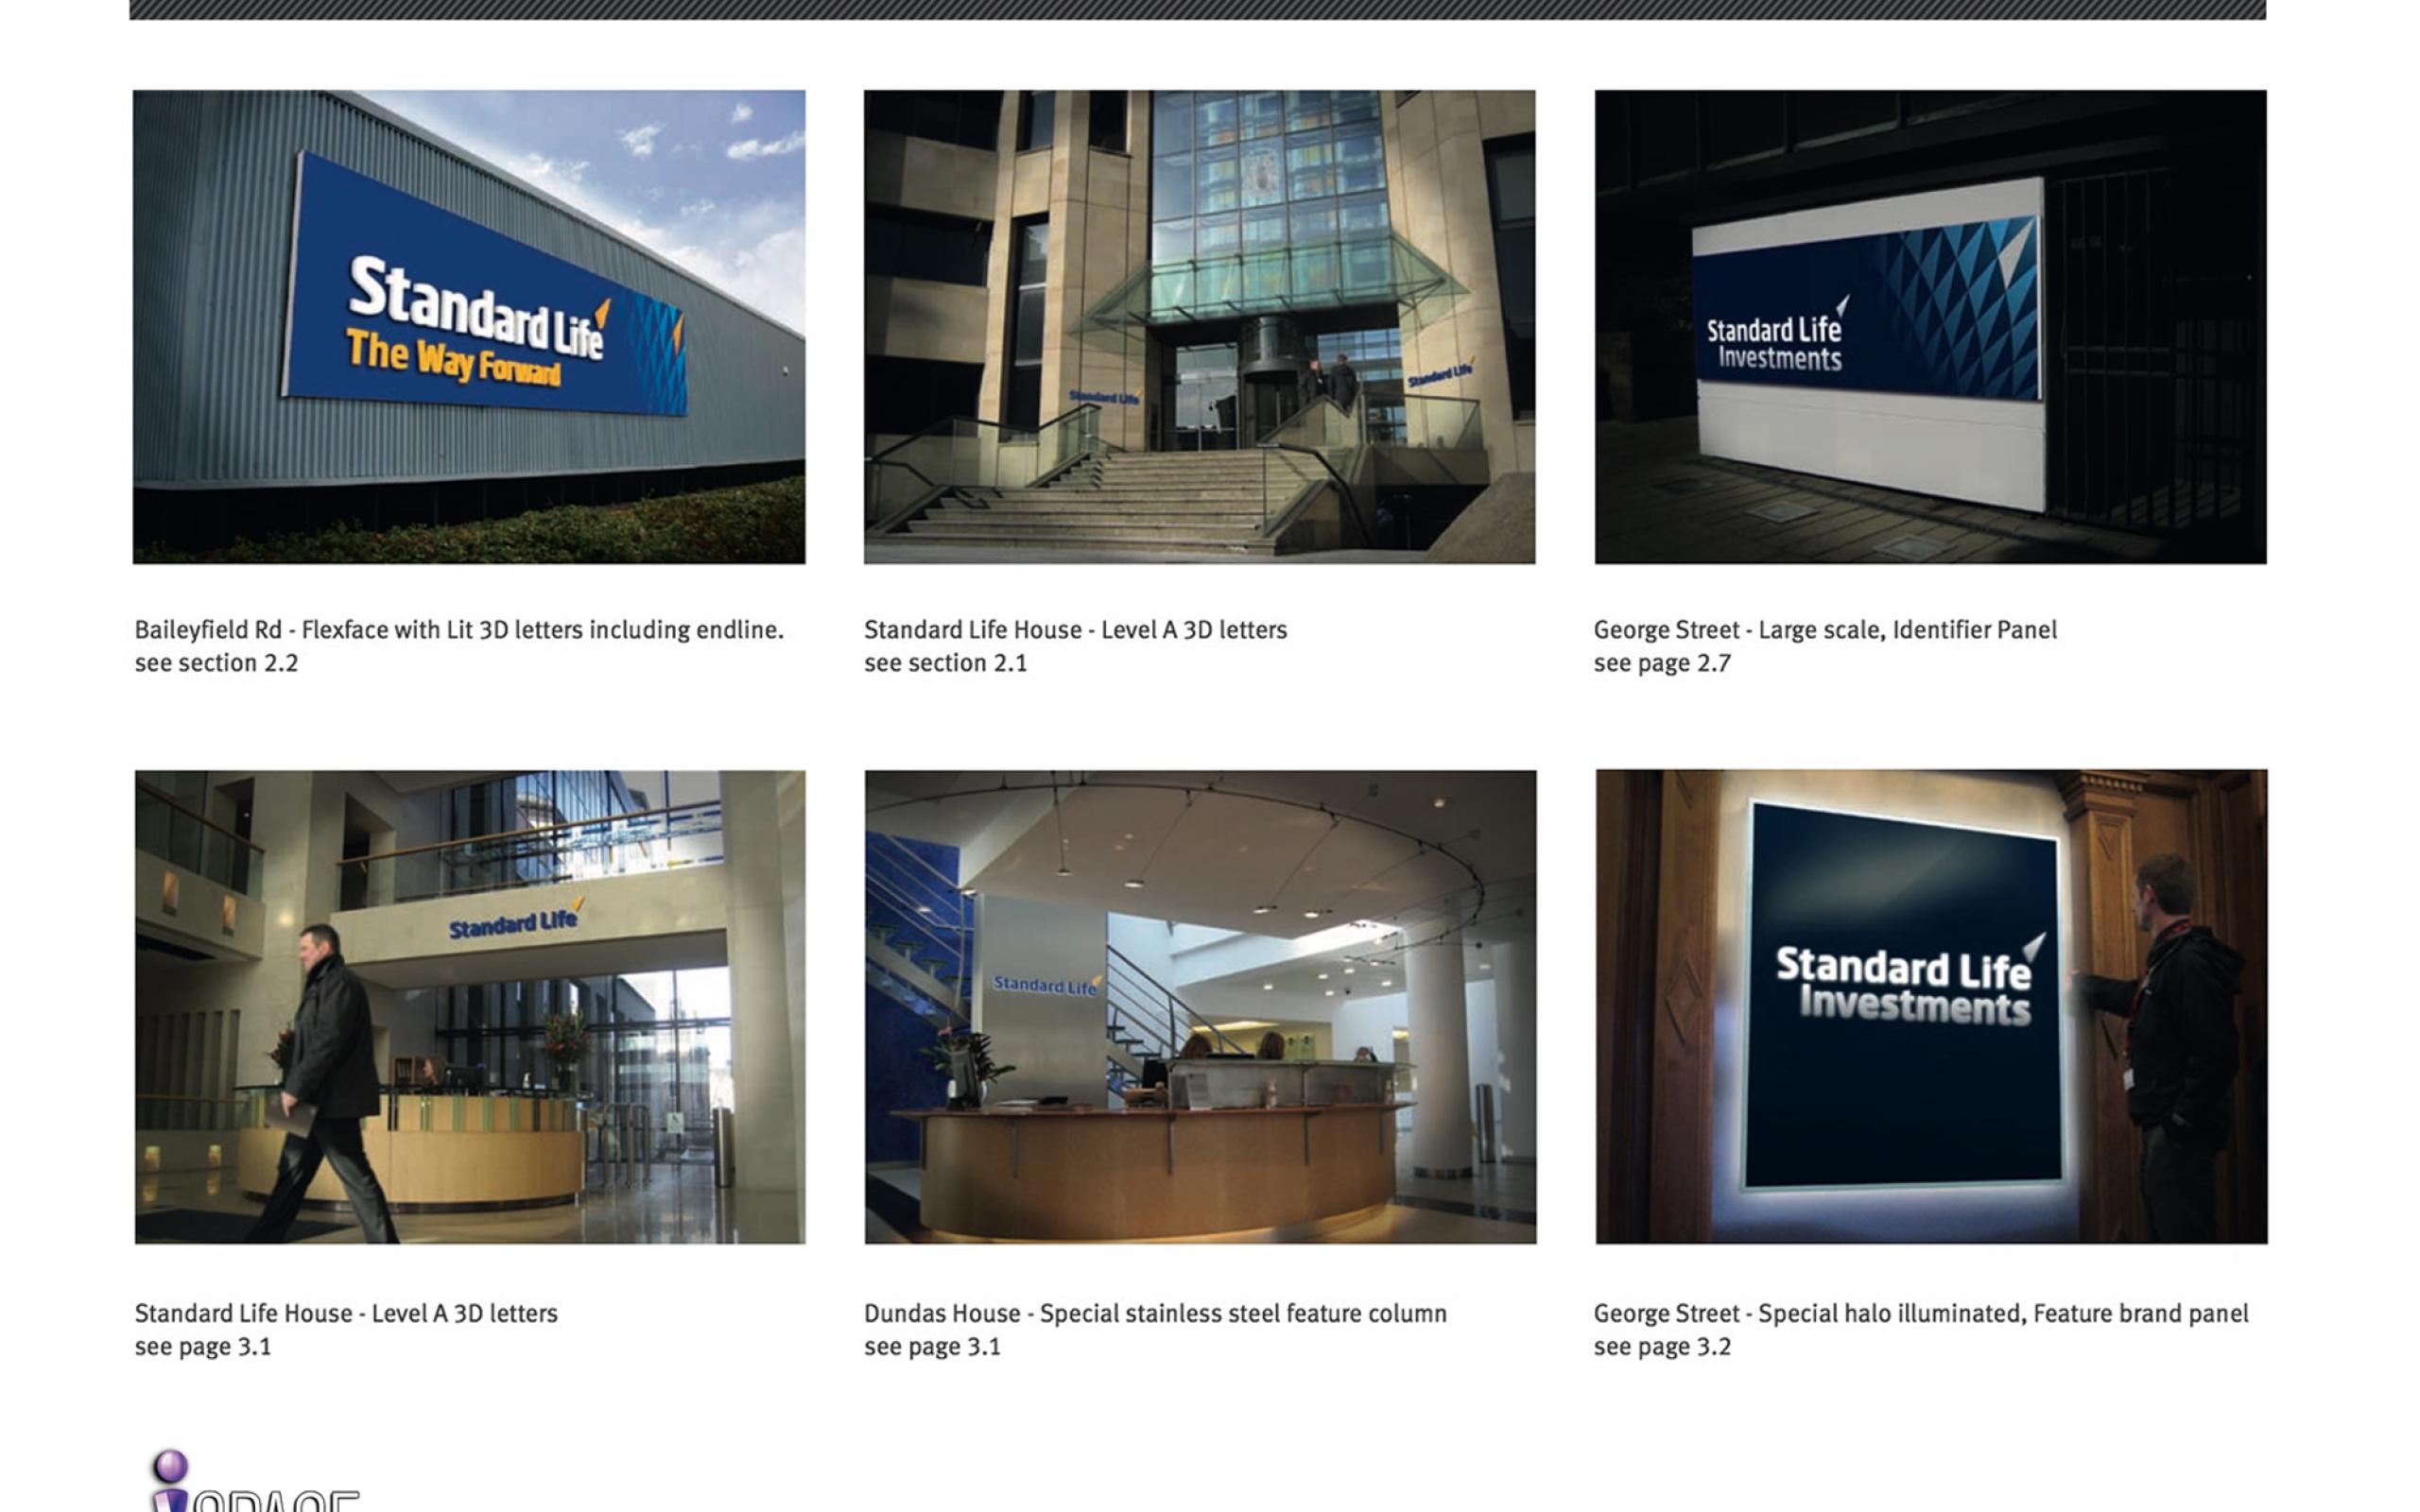 Standard Life
The Way Forward
Standard Life
Standard Life
Standard Life
Investments
Baileyfield Rd - Flexface with Lit 3D letters including endline.
see section 2.2
Standard Life House - Level A 3D letters
see section 2.1
George Street - Large scale, Identifier Panel
see page 2.7
Standard Life
Standard Life
Standard Life
Investments
Standard Life House - Level A 3D letters
see page 3.1
Dundas House - Special stainless steel feature column
see page 3.1
George Street - Special halo illuminated, Feature brand panel
see page 3.2
iSPACE